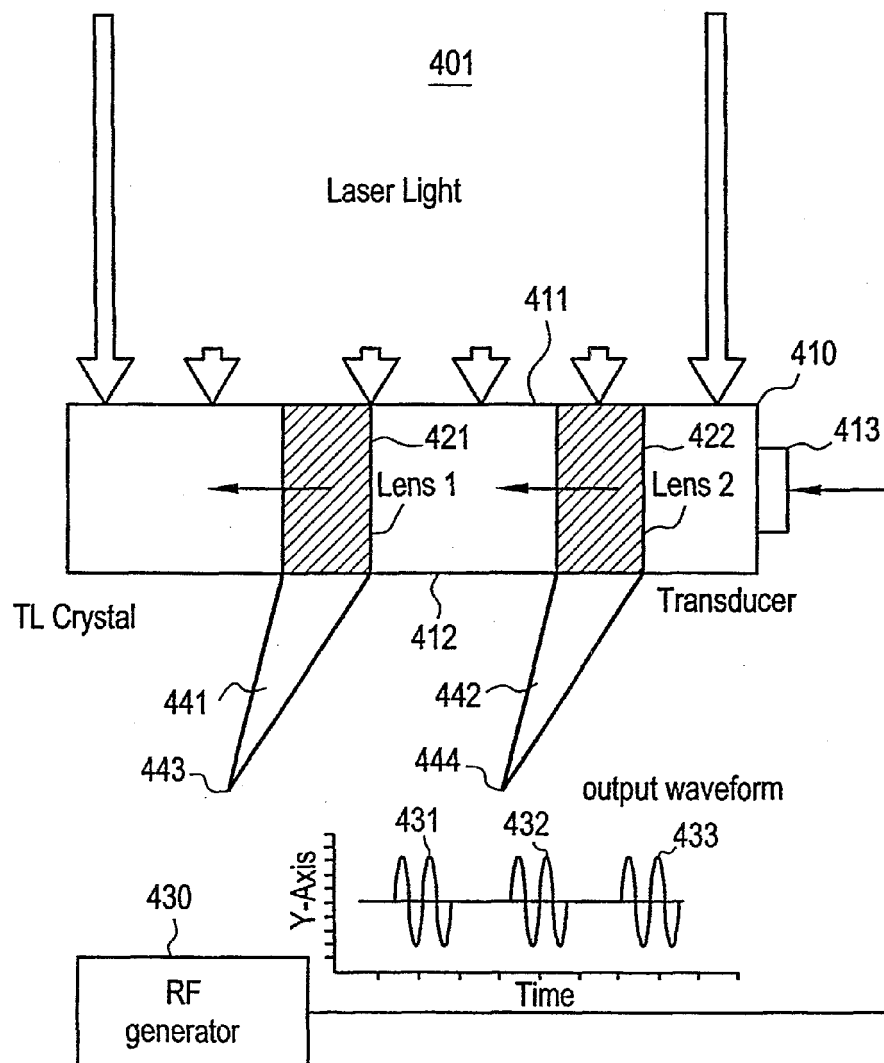 401
Laser Light
411
410
413
421
422
Lens 1
Lens 2
TL Crystal
412
Transducer
441
442
443
444
output waveform
431
432
433
Y-Axis
430
RF
generator
Time